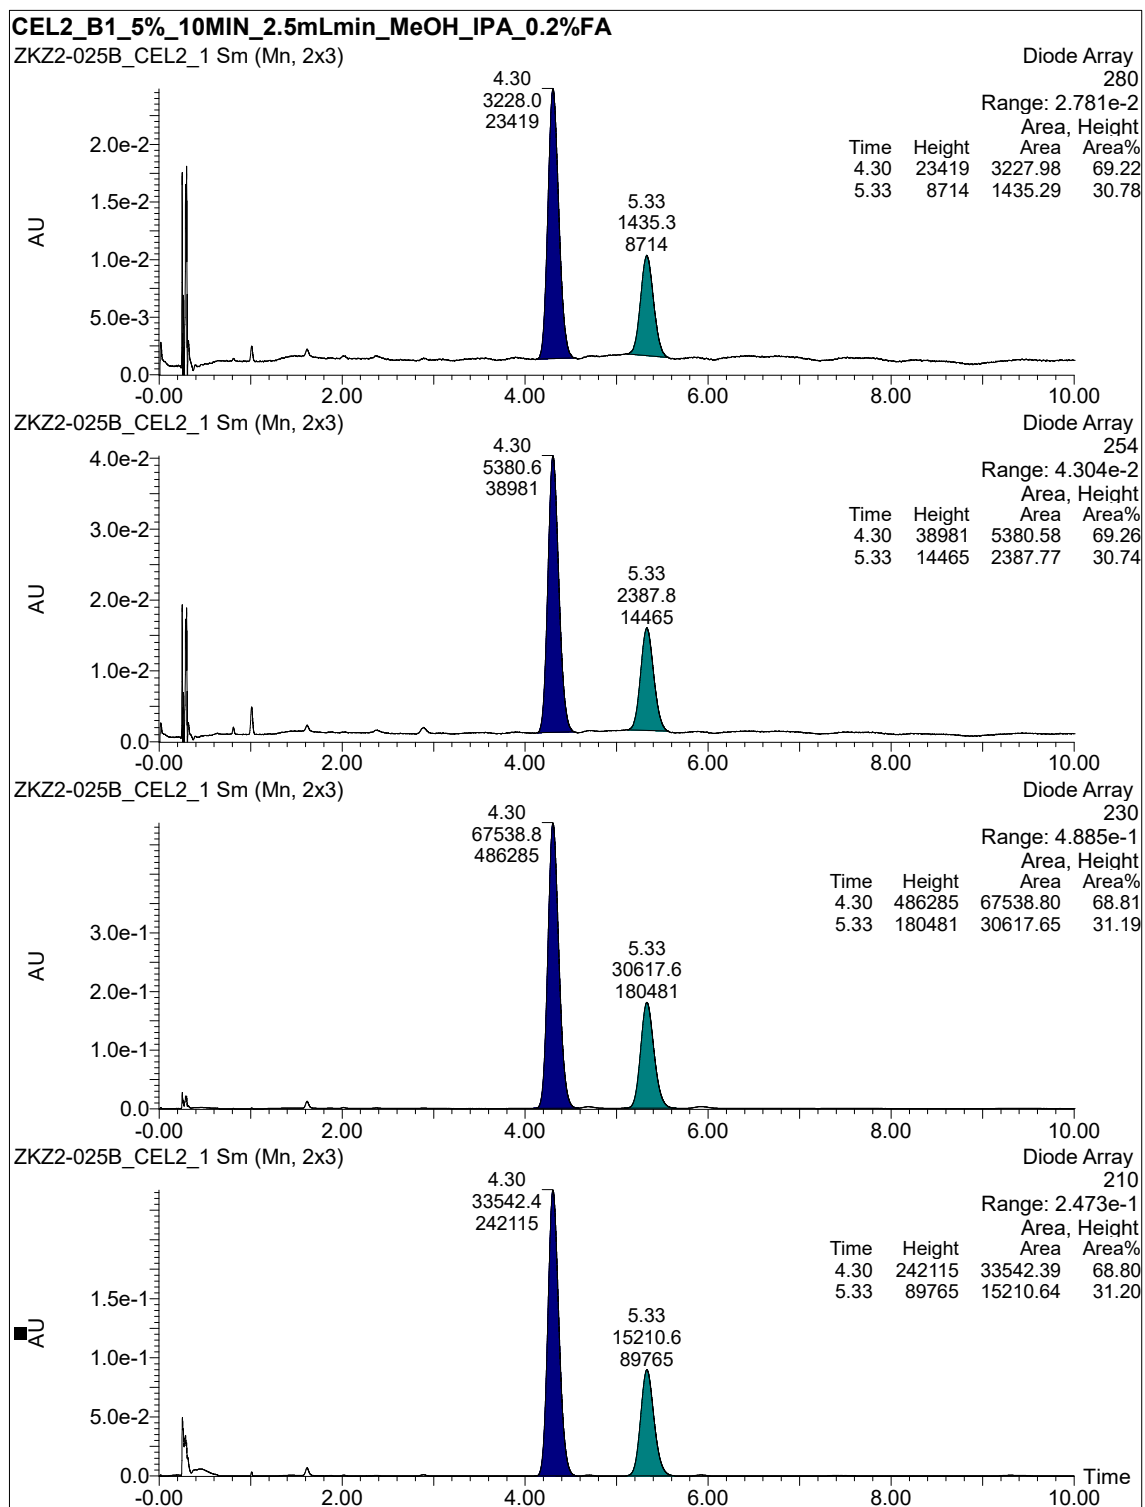 CEL2_B1_5%_10MIN_2.5mLmin_MeOH_IPA_0.2%FA
ZKZ2-025B_CEL2_1 Sm (Mn, 2x3)
Diode Array
280
Range: 2.781e-2
Area, Height
Time Height Area Area%
4.30 23419 3227.98 69.22
5.33 8714 1435.29 30.78
4.30
3228.0
23419
5.33
1435.3
8714
AU
2.0e-2
1.5e-2
1.0e-2
5.0e-3
0.0
-0.00 2.00 4.00 6.00 8.00 10.00
ZKZ2-025B_CEL2_1 Sm (Mn, 2x3)
Diode Array
254
Range: 4.304e-2
Area, Height
Time Height Area Area%
4.30 38981 5380.58 69.26
5.33 14465 2387.77 30.74
4.30
5380.6
38981
5.33
2387.8
14465
AU
4.0e-2
3.0e-2
2.0e-2
1.0e-2
0.0
-0.00 2.00 4.00 6.00 8.00 10.00
ZKZ2-025B_CEL2_1 Sm (Mn, 2x3)
Diode Array
230
Range: 4.885e-1
Area, Height
Time Height Area Area%
4.30 486285 67538.80 68.81
5.33 180481 30617.65 31.19
4.30
67538.8
486285
5.33
30617.6
180481
AU
3.0e-1
2.0e-1
1.0e-1
0.0
-0.00 2.00 4.00 6.00 8.00 10.00
ZKZ2-025B_CEL2_1 Sm (Mn, 2x3)
Diode Array
210
Range: 2.473e-1
Area, Height
Time Height Area Area%
4.30 242115 33542.39 68.80
5.33 89765 15210.64 31.20
4.30
33542.4
242115
5.33
15210.6
89765
AU
1.5e-1
1.0e-1
5.0e-2
0.0
Time
-0.00 2.00 4.00 6.00 8.00 10.00